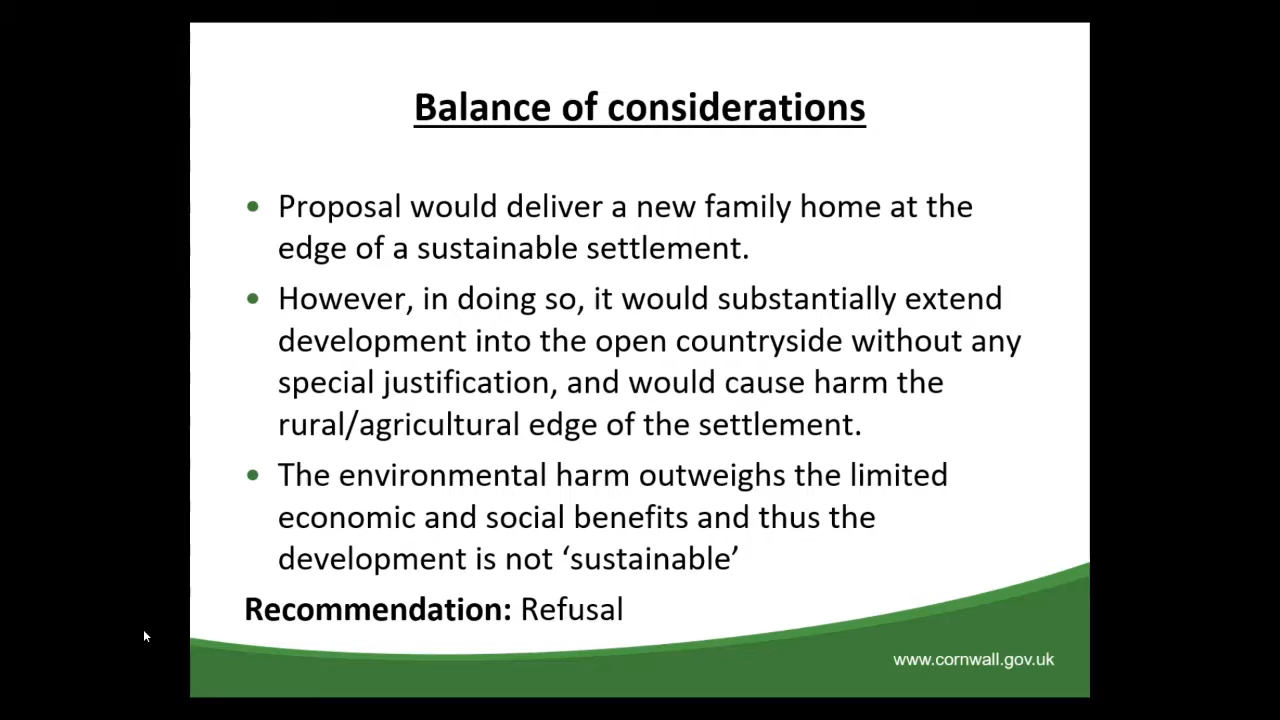 Balance of considerations
• Proposal would deliver a new family home at the
edge of a sustainable settlement.
• However, in doing so, it would substantially extend
development into the open countryside without any
special justification, and would cause harm the
rural/agricultural edge of the settlement.
• The environmental harm outweighs the limited
economic and social benefits and thus the
development is not ‘sustainable’
Recommendation: Refusal
www.cornwall.gov.uk